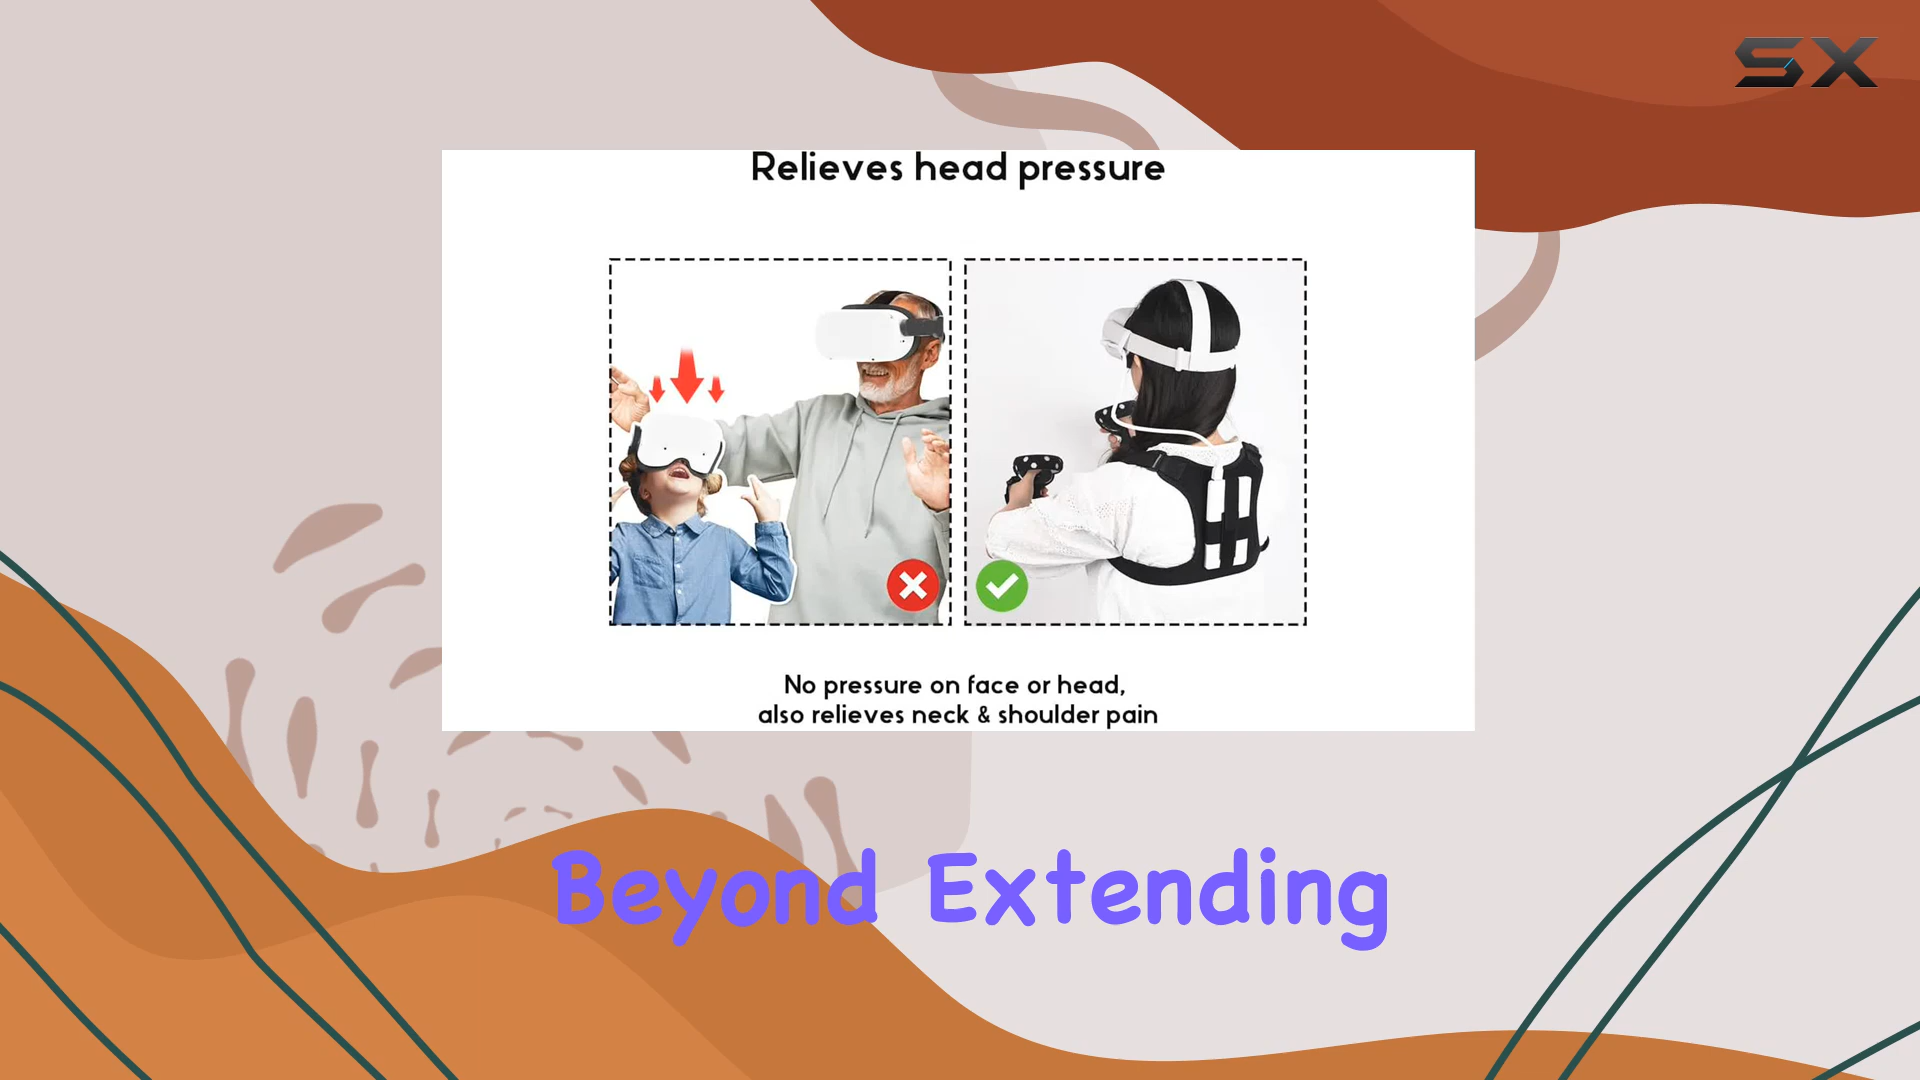 SX
Relieves head pressure
No pressure on face or head,
also relieves neck & shoulder pain
Beyond Extending